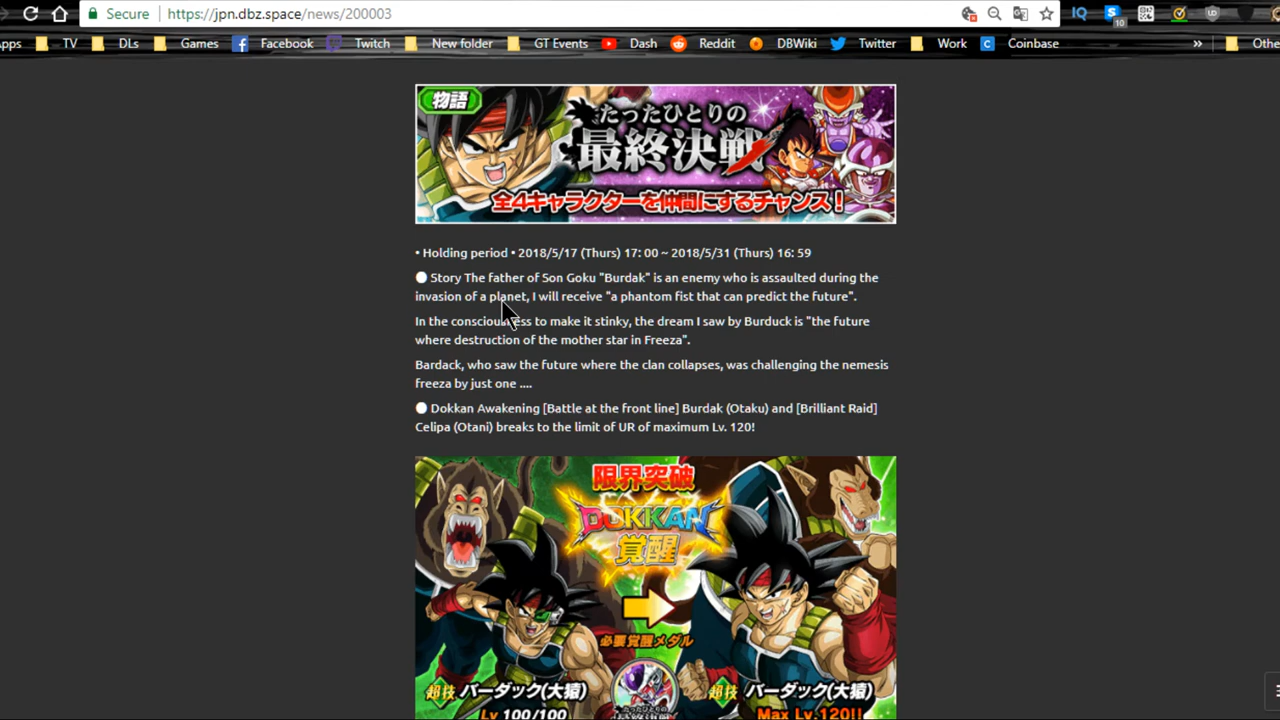 Secure https://jpn.dbz.space/news/200003
IQ S 10
Apps TV DLs Games Facebook Twitch New folder GT Events Dash Reddit DBWiki Twitter Work Coinbase » Othe
物語
たったひとりの
最終決戦
全4キャラクターを仲間にするチャンス!
• Holding period • 2018/5/17 (Thurs) 17: 00 ~ 2018/5/31 (Thurs) 16: 59
● Story The father of Son Goku "Burdak" is an enemy who is assaulted during the
invasion of a planet, I will receive "a phantom fist that can predict the future".
In the consciousness to make it stinky, the dream I saw by Burduck is "the future
where destruction of the mother star in Freeza".
Bardack, who saw the future where the clan collapses, was challenging the nemesis
freeza by just one ....
● Dokkan Awakening [Battle at the front line] Burdak (Otaku) and [Brilliant Raid]
Celipa (Otani) breaks to the limit of UR of maximum Lv. 120!
限界突破
DOKKAN
覚醒
必要覚醒メダル
超技 バーダック(大猿) 超技 バーダック(大猿)
Lv 100/100 たったひとりの Max Lv.120!!